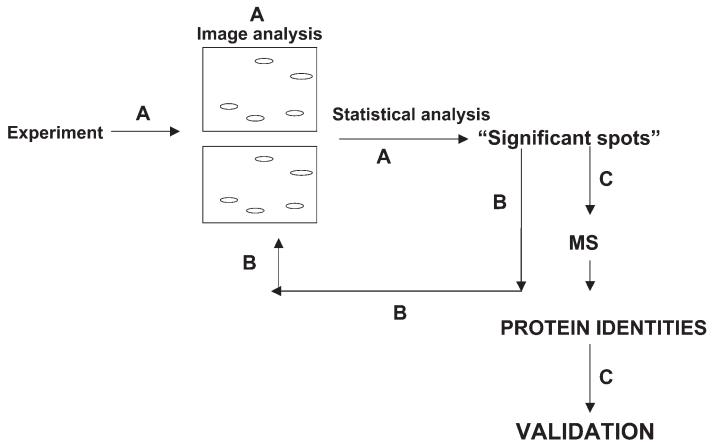 A
Image analysis
A
Experiment
Statistical analysis
A
“Significant spots”
B
C
B
MS
B
PROTEIN IDENTITIES
C
VALIDATION